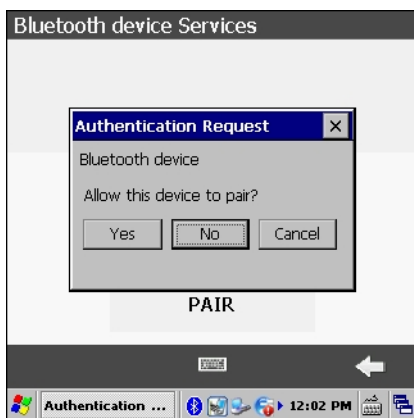 Bluetooth device Services
Authentication Request
Bluetooth device
Allow this device to pair?
Yes No Cancel
PAIR
Authentication ... 12:02 PM